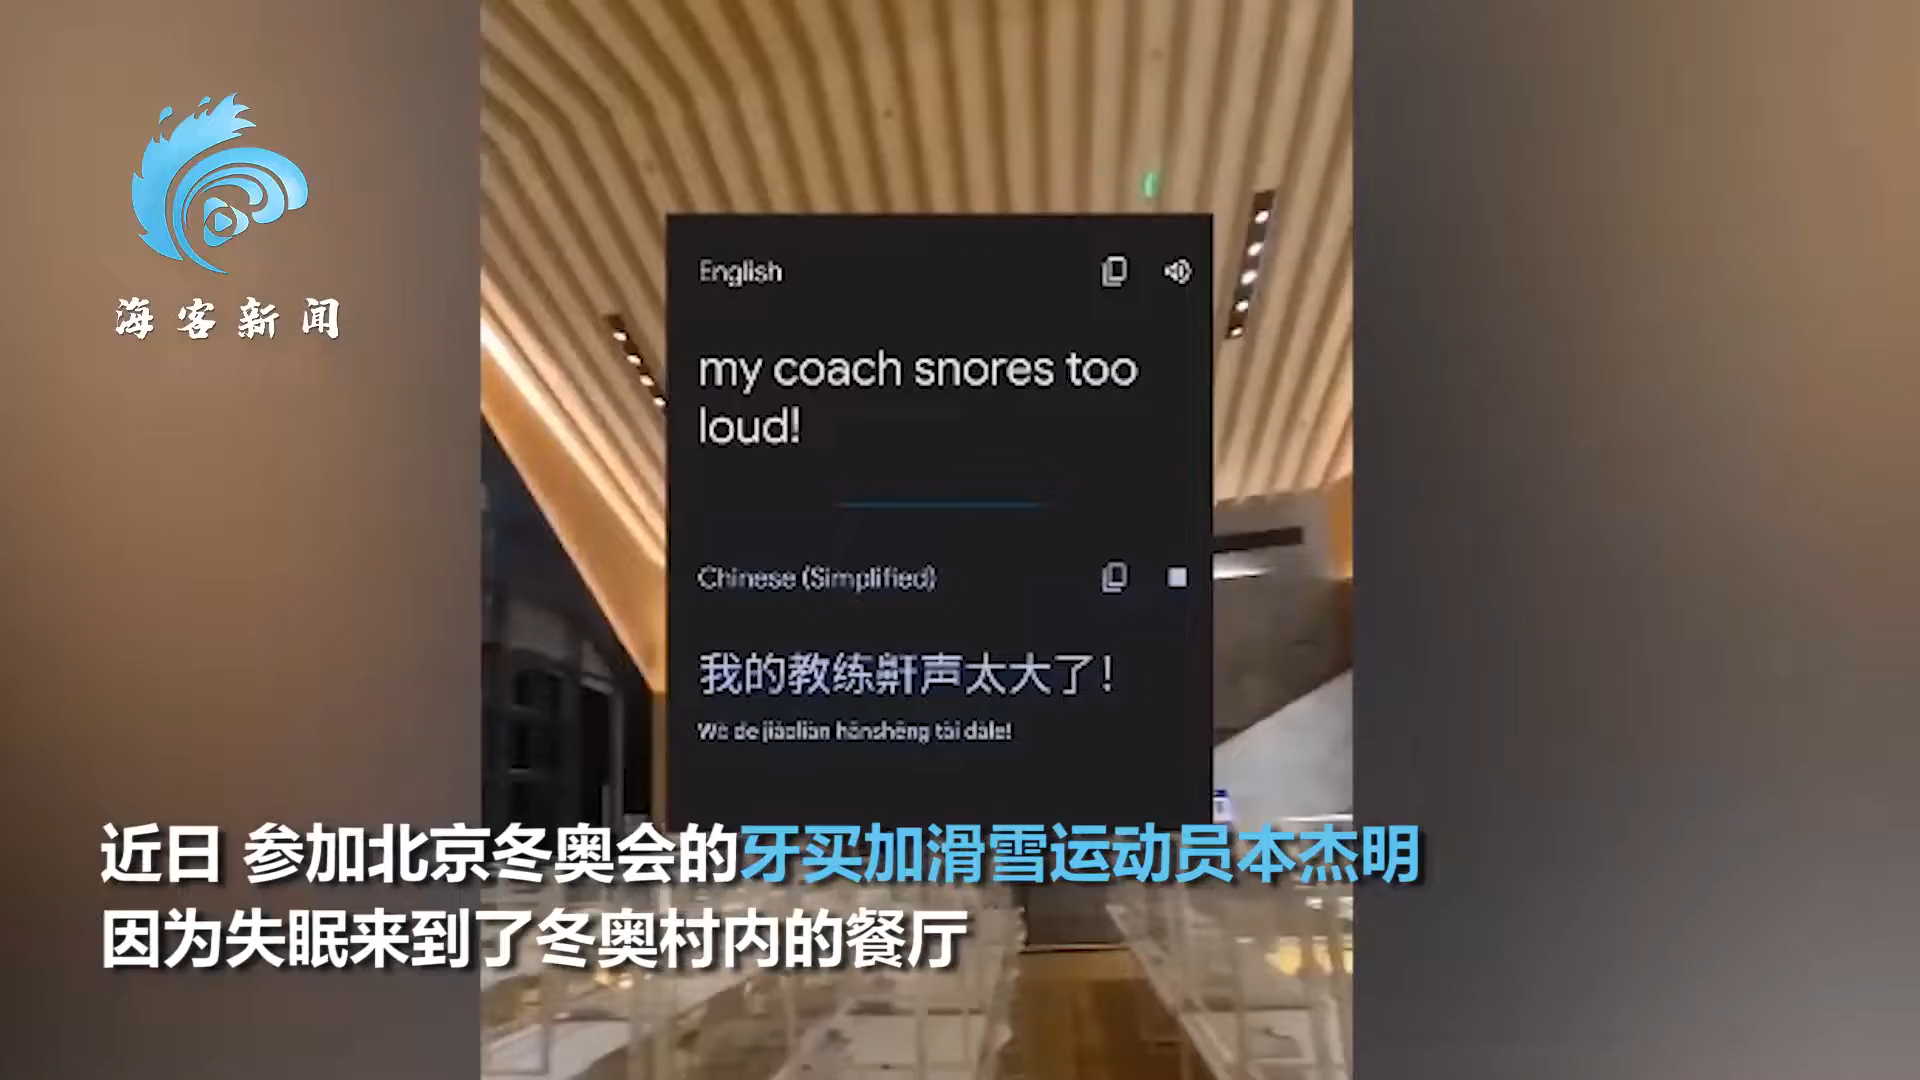 海客新闻
English
my coach snores too
loud!
Chinese (Simplified)
我的教练鼾声太大了!
Wǒ de jiàoliàn hānshēng tài dàle!
近日 参加北京冬奥会的牙买加滑雪运动员本杰明
因为失眠来到了冬奥村内的餐厅